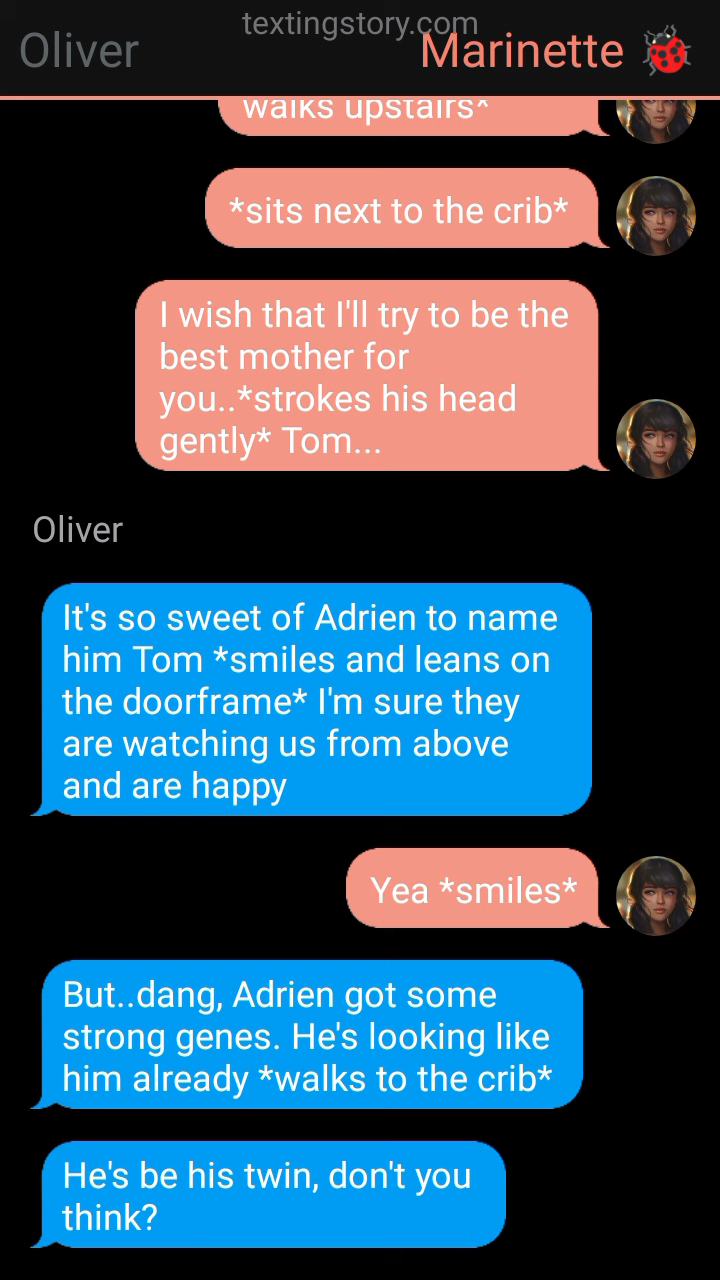 textingstory.com
Oliver
Marinette 🐞
walks upstairs*
*sits next to the crib*
I wish that I'll try to be the
best mother for
you..*strokes his head
gently* Tom...
Oliver
It's so sweet of Adrien to name
him Tom *smiles and leans on
the doorframe* I'm sure they
are watching us from above
and are happy
Yea *smiles*
But..dang, Adrien got some
strong genes. He's looking like
him already *walks to the crib*
He's be his twin, don't you
think?